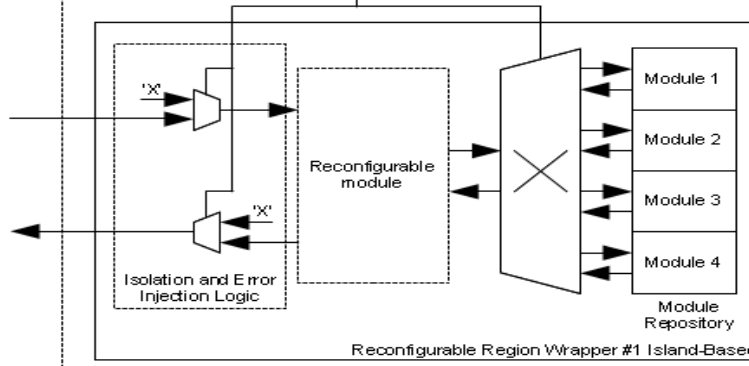 'X'
Module 1
Module 2
Reconfigurable
module
Module 3
'X'
Module 4
Isolation and Error
Injection Logic
Module
Repository
Reconfigurable Region Wrapper #1 Island-Based